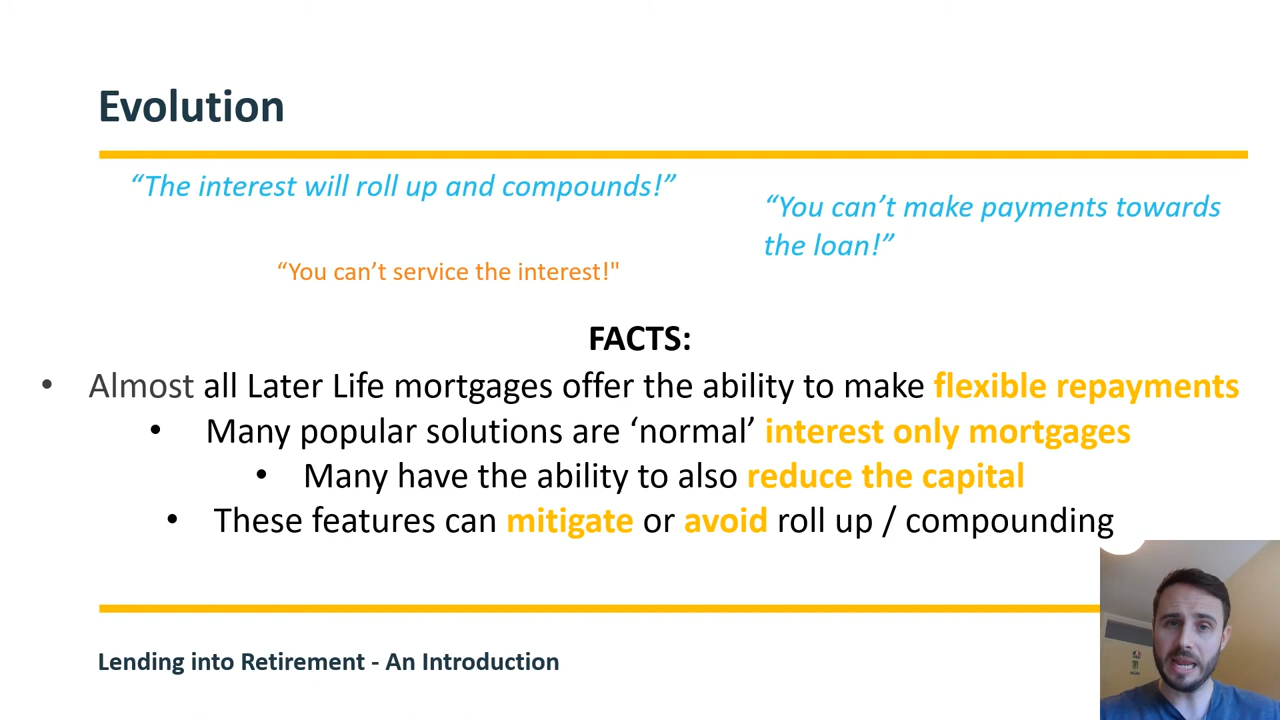 Evolution
“The interest will roll up and compounds!”
“You can’t make payments towards
the loan!”
“You can’t service the interest!"
FACTS:
• Almost all Later Life mortgages offer the ability to make flexible repayments
• Many popular solutions are ‘normal’ interest only mortgages
• Many have the ability to also reduce the capital
• These features can mitigate or avoid roll up / compounding
Lending into Retirement - An Introduction